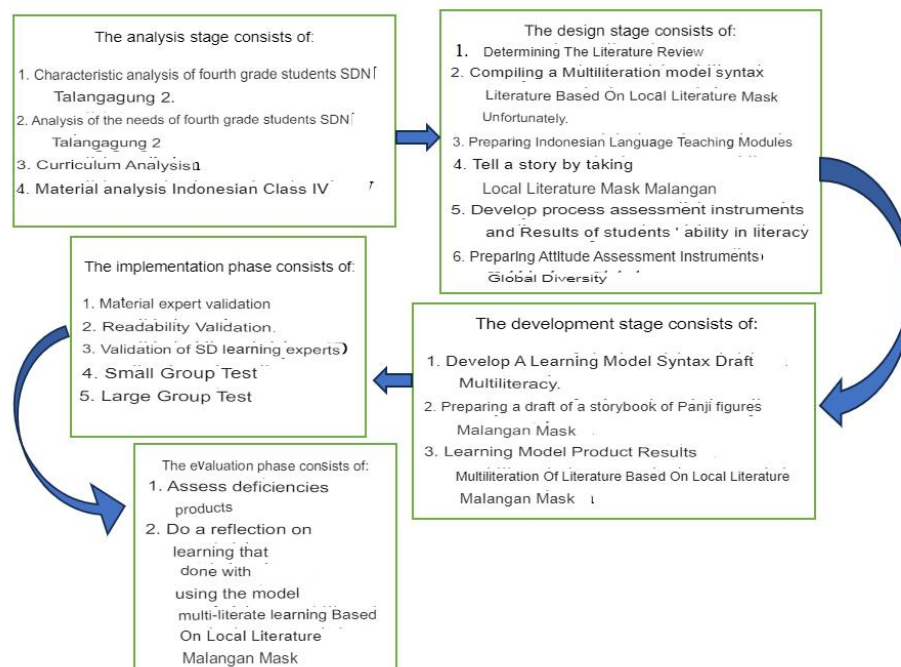 The analysis stage consists of:
1. Characteristic analysis of fourth grade students SDN
Talangagung 2.
2. Analysis of the needs of fourth grade students SDN
Talangagung 2
3. Curriculum Analysis
4. Material analysis Indonesian Class IV
The design stage consists of:
1. Determining The Literature Review
2. Compiling a Multiliteration model syntax
Literature Based On Local Literature Mask
Unfortunately.
3. Preparing Indonesian Language Teaching Modules
4. Tell a story by taking
Local Literature Mask Malangan
5. Develop process assessment instruments
and Results of students ' ability in literacy
6. Preparing Attitude Assessment Instruments
Global Diversity
The development stage consists of:
1. Develop A Learning Model Syntax Draft
Multiliteracy.
2. Preparing a draft of a storybook of Panji figures
Malangan Mask
3. Learning Model Product Results
Multiliteration Of Literature Based On Local Literature
Malangan Mask
The implementation phase consists of:
1. Material expert validation
2. Readability Validation.
3. Validation of SD learning experts)
4. Small Group Test
5. Large Group Test
The evaluation phase consists of:
1. Assess deficiencies
products
2. Do a reflection on
learning that
done with
using the model
multi-literate learning Based
On Local Literature
Malangan Mask